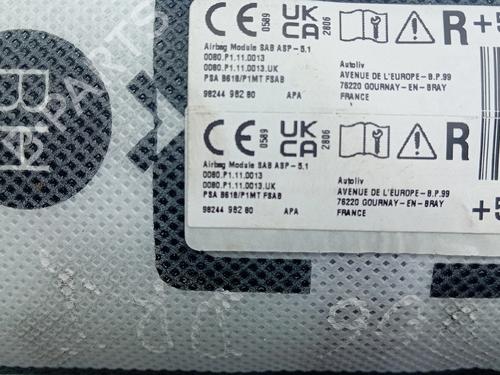 CE 0589 UK CA 2806 R +5
Airbag Module SAB ASP-5.1
0080.P1.11.0013
0080.P1.11.0013.UK
PSA B618/P1MT FSAB
98244 982 80 APA
Autoliv
AVENUE DE L'EUROPE-B.P.99
76220 GOURNAY-EN-BRAY
FRANCE
CE 0589 UK CA 2806 R
Airbag Module SAB ASP-5.1
0080.P1.11.0013
0080.P1.11.0013.UK
PSA B618/P1MT FSAB
98244 982 80 APA
Autoliv
AVENUE DE L'EUROPE-B.P.99
76220 GOURNAY-EN-BRAY
FRANCE
+5
RH
PARTS